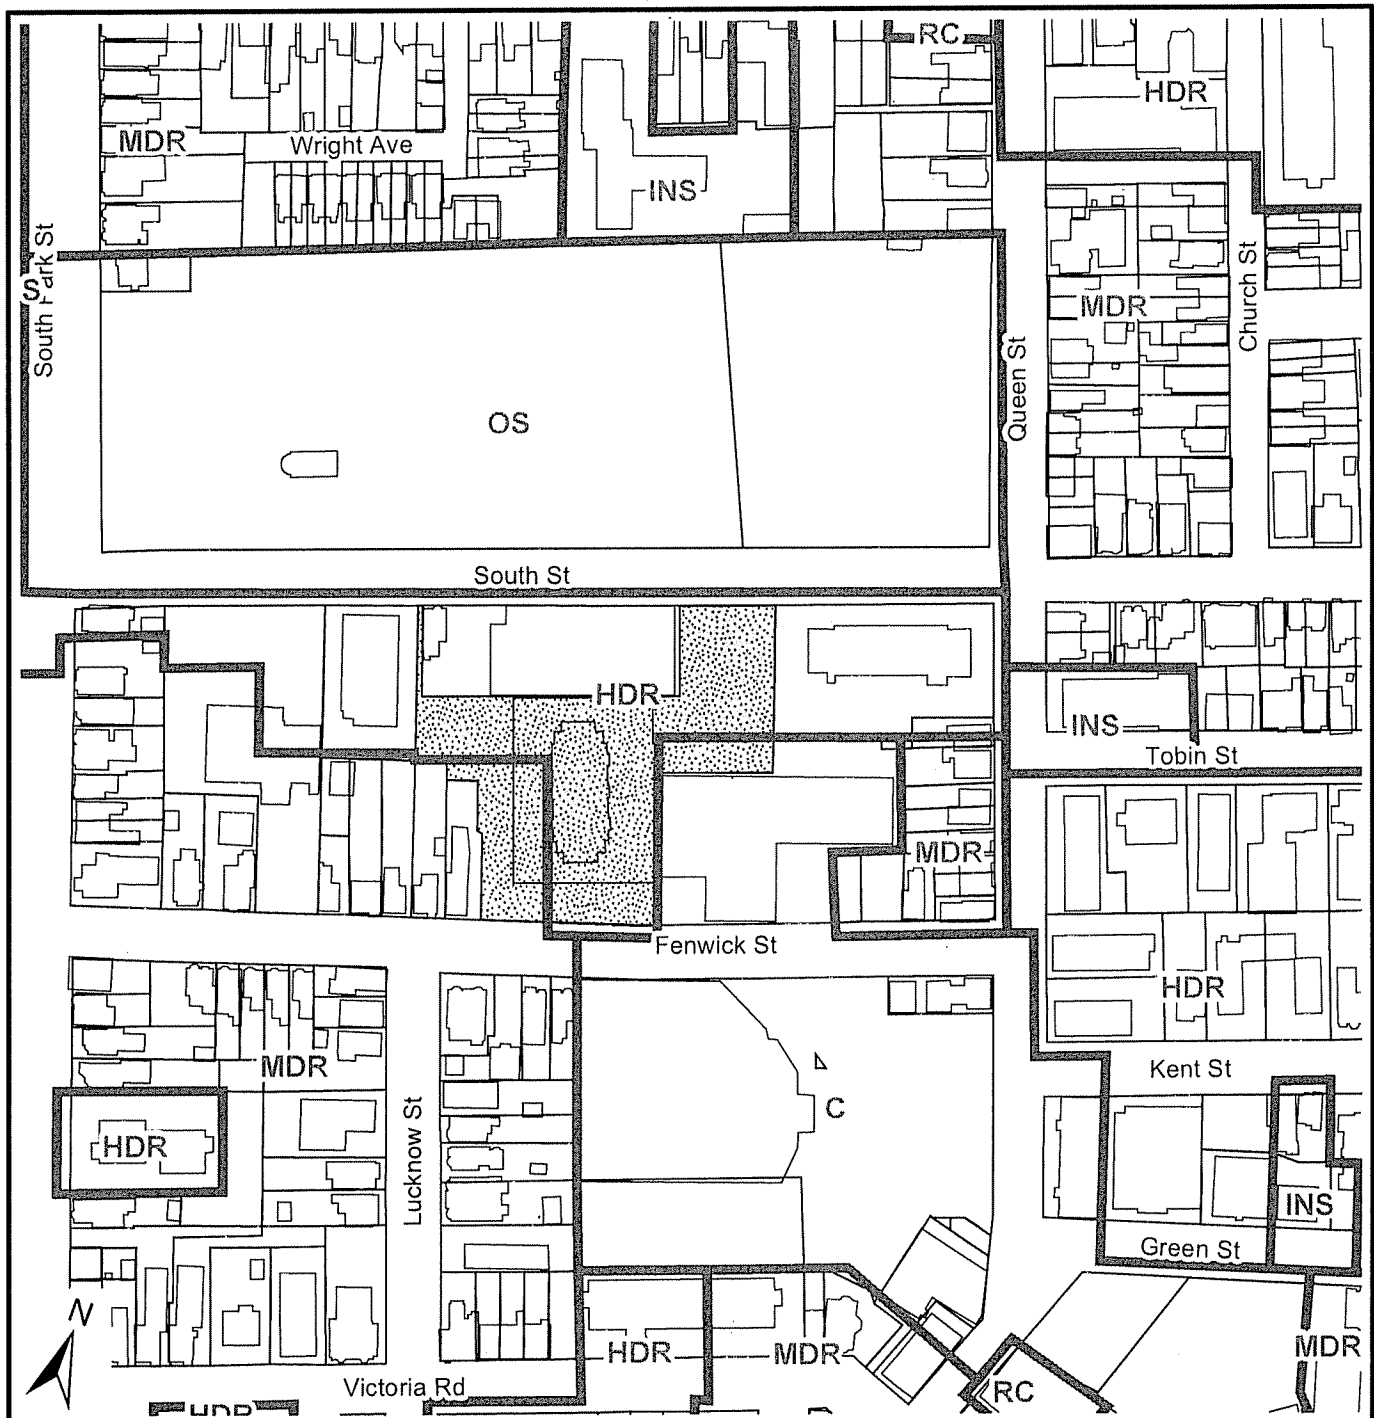 RC
HDR
MDR
Wright Ave
INS
South Park St
S
MDR
Church St
Queen St
OS
South St
HDR
INS
Tobin St
MDR
Fenwick St
HDR
MDR
Kent St
C
HDR
Lucknow St
INS
Green St
N
HDR
MDR
MDR
Victoria Rd
RC
HDR